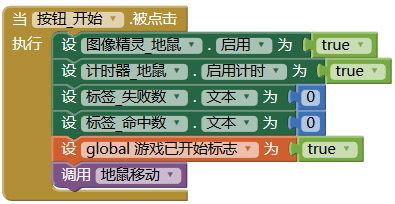 当 按钮_开始 .被点击
执行 设 图像精灵_地鼠 . 启用 为 true
设 计时器_地鼠 . 启用计时 为 true
设 标签_失败数 . 文本 为 0
设 标签_命中数 . 文本 为 0
设 global 游戏已开始标志 为 true
调用 地鼠移动